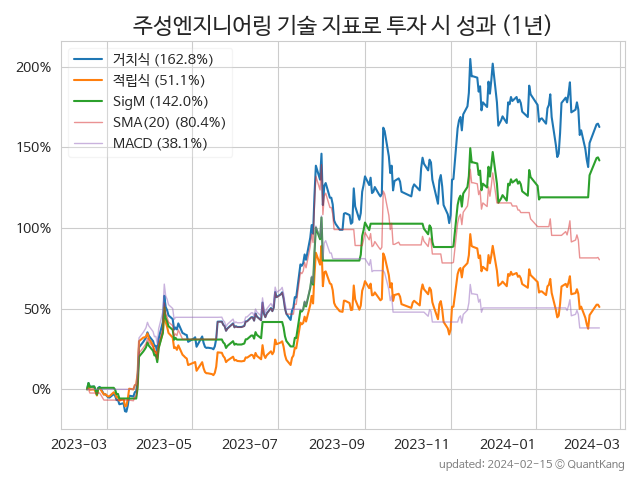 주성엔지니어링 기술 지표로 투자 시 성과 (1년)
거치식 (162.8%)
적립식 (51.1%)
SigM (142.0%)
SMA(20) (80.4%)
MACD (38.1%)
200%
150%
100%
50%
0%
2023-03 2023-05 2023-07 2023-09 2023-11 2024-01 2024-03
updated: 2024-02-15 © QuantKang